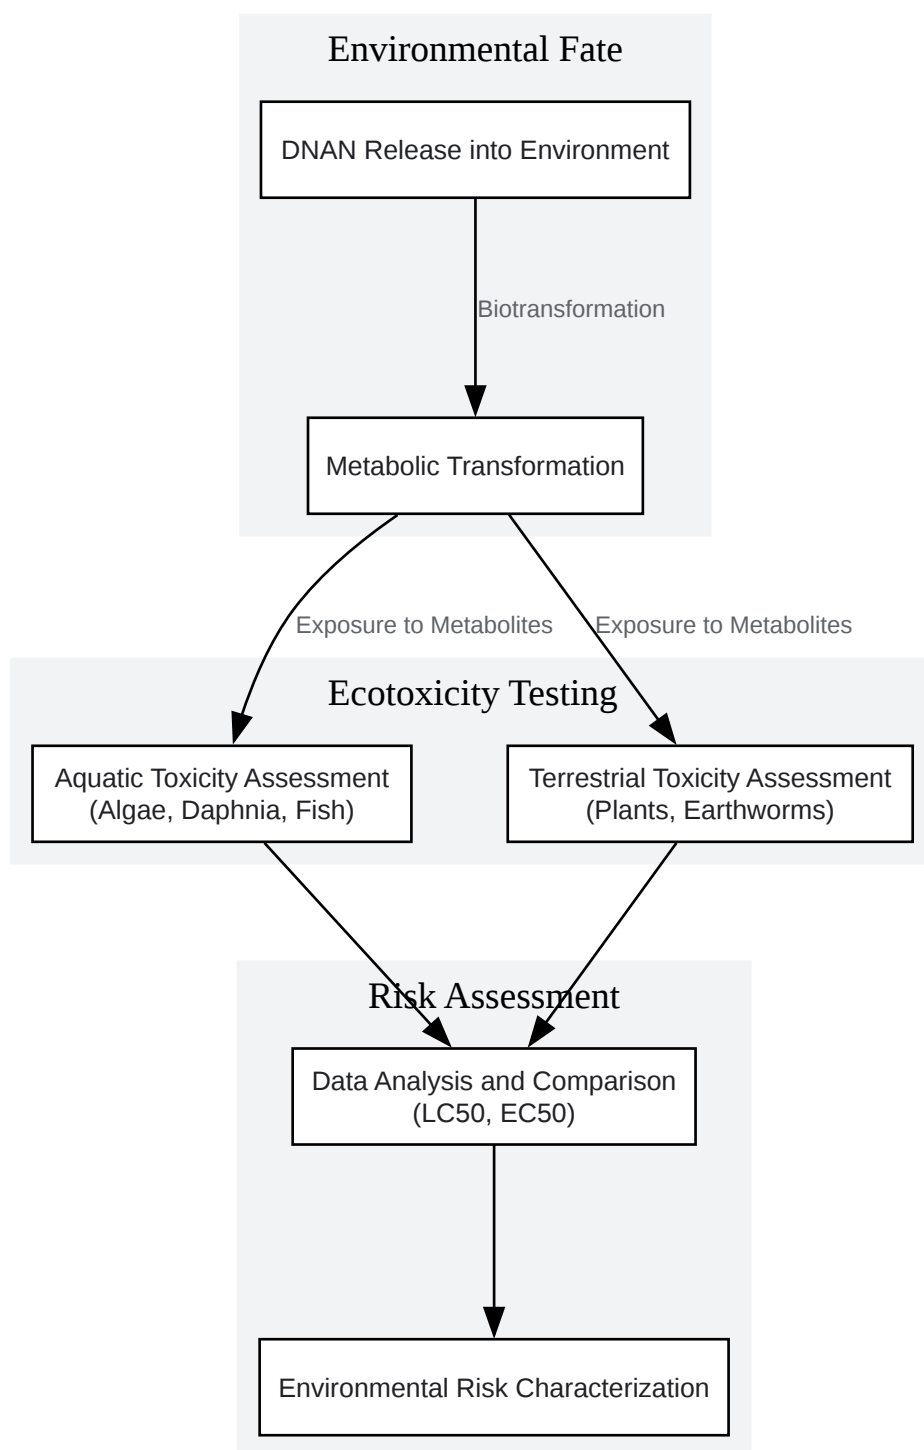 Environmental Fate
DNAN Release into Environment
Biotransformation
Metabolic Transformation
Exposure to Metabolites
Exposure to Metabolites
Ecotoxicity Testing
Aquatic Toxicity Assessment
(Algae, Daphnia, Fish)
Terrestrial Toxicity Assessment
(Plants, Earthworms)
Risk Assessment
Data Analysis and Comparison
(LC50, EC50)
Environmental Risk Characterization